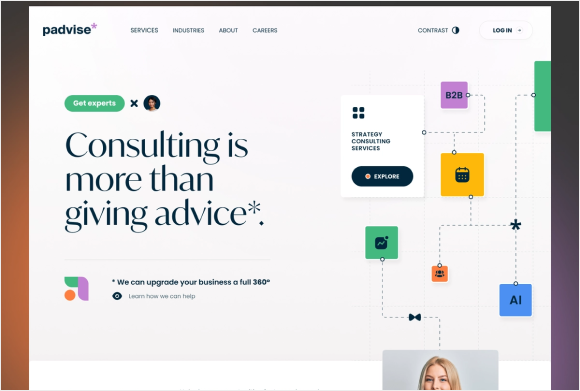 padvise*
SERVICES
INDUSTRIES
ABOUT
CAREERS
CONTRAST
LOG IN
Get experts
B2B
STRATEGY
CONSULTING
SERVICES
EXPLORE
Consulting is
more than
giving advice*.
*
* We can upgrade your business a full 360°
Learn how we can help
AI